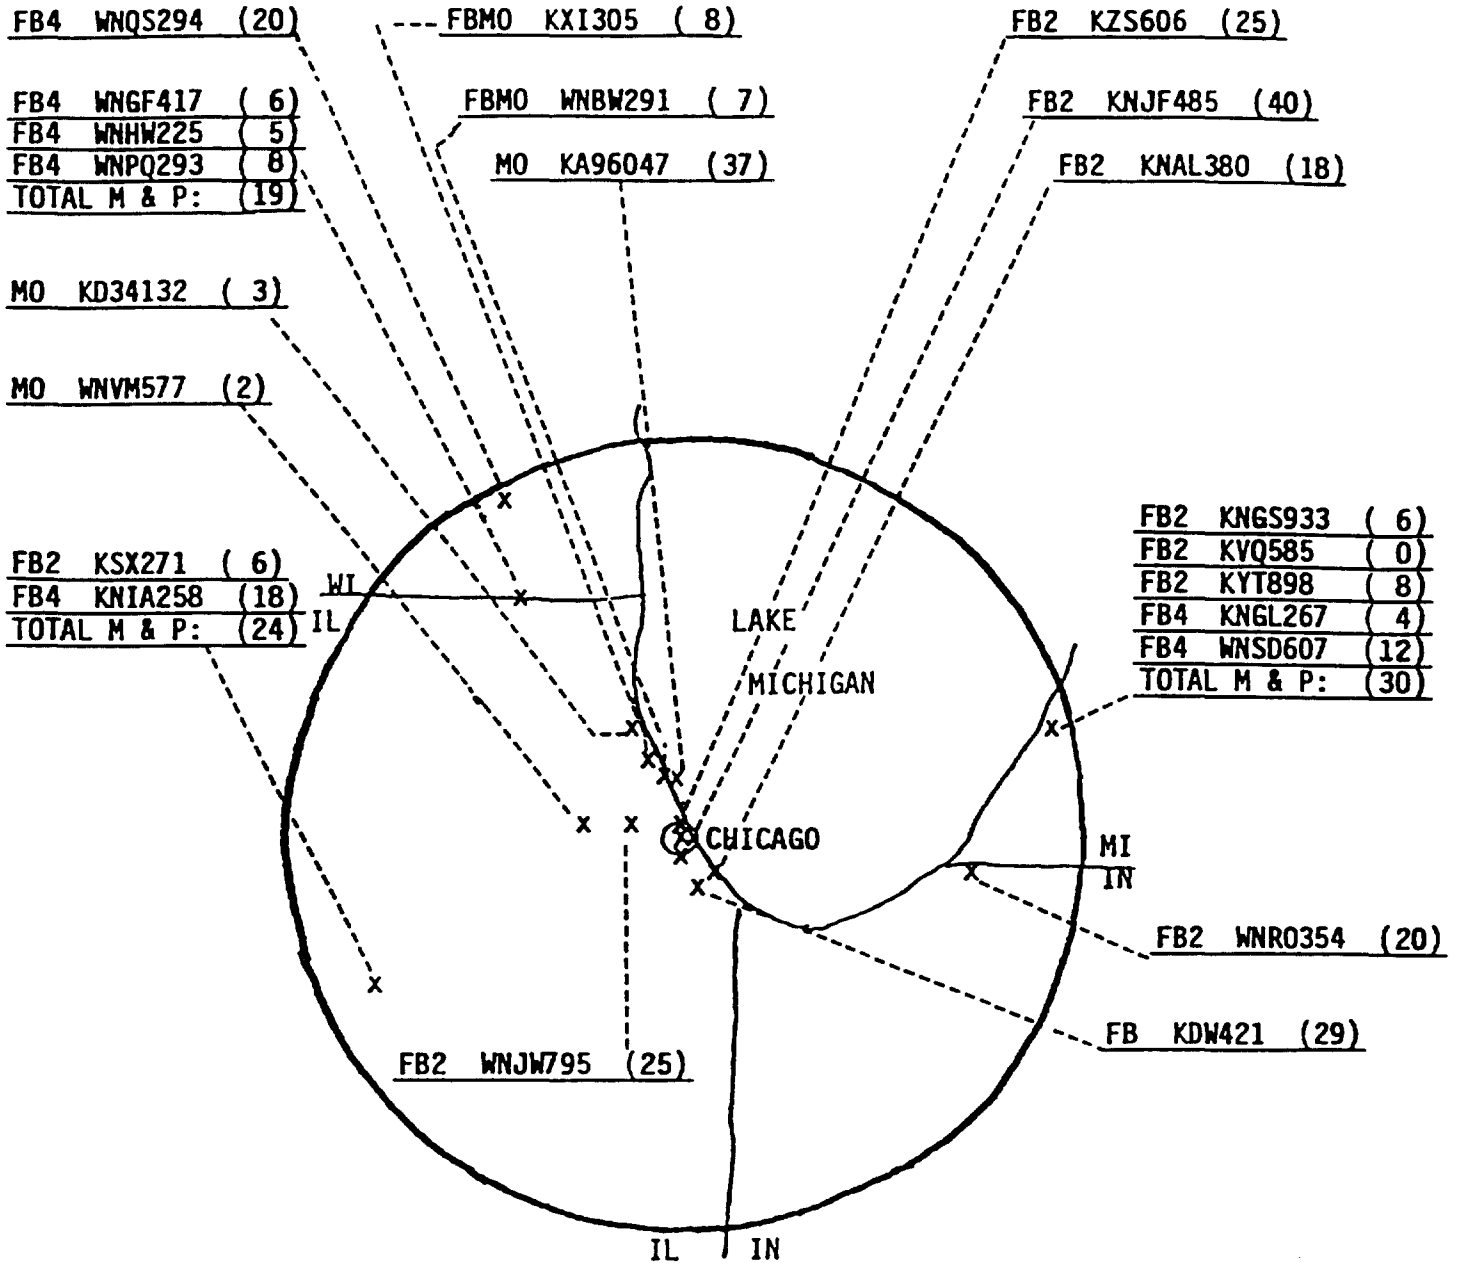 FB4 WNQS294 (20)
FBMO KXI305 ( 8)
FB2 KZS606 (25)
FB4 WNGF417 ( 6)
FB4 WNHW225 ( 5)
FB4 WNPQ293 ( 8)
TOTAL M & P: (19)
FBMO WNBW291 ( 7)
MO KA96047 (37)
FB2 KNJF485 (40)
FB2 KNAL380 (18)
MO KD34132 ( 3)
MO WNVM577 (2)
FB2 KSX271 ( 6)
FB4 KNIA258 (18)
TOTAL M & P: (24)
WI
IL
LAKE
MICHIGAN
FB2 KNGS933 ( 6)
FB2 KVQ585 ( 0)
FB2 KYT898 ( 8)
FB4 KNGL267 ( 4)
FB4 WNSD607 (12)
TOTAL M & P: (30)
CHICAGO
MI
IN
FB2 WNRO354 (20)
FB KDW421 (29)
FB2 WNJW795 (25)
IL IN